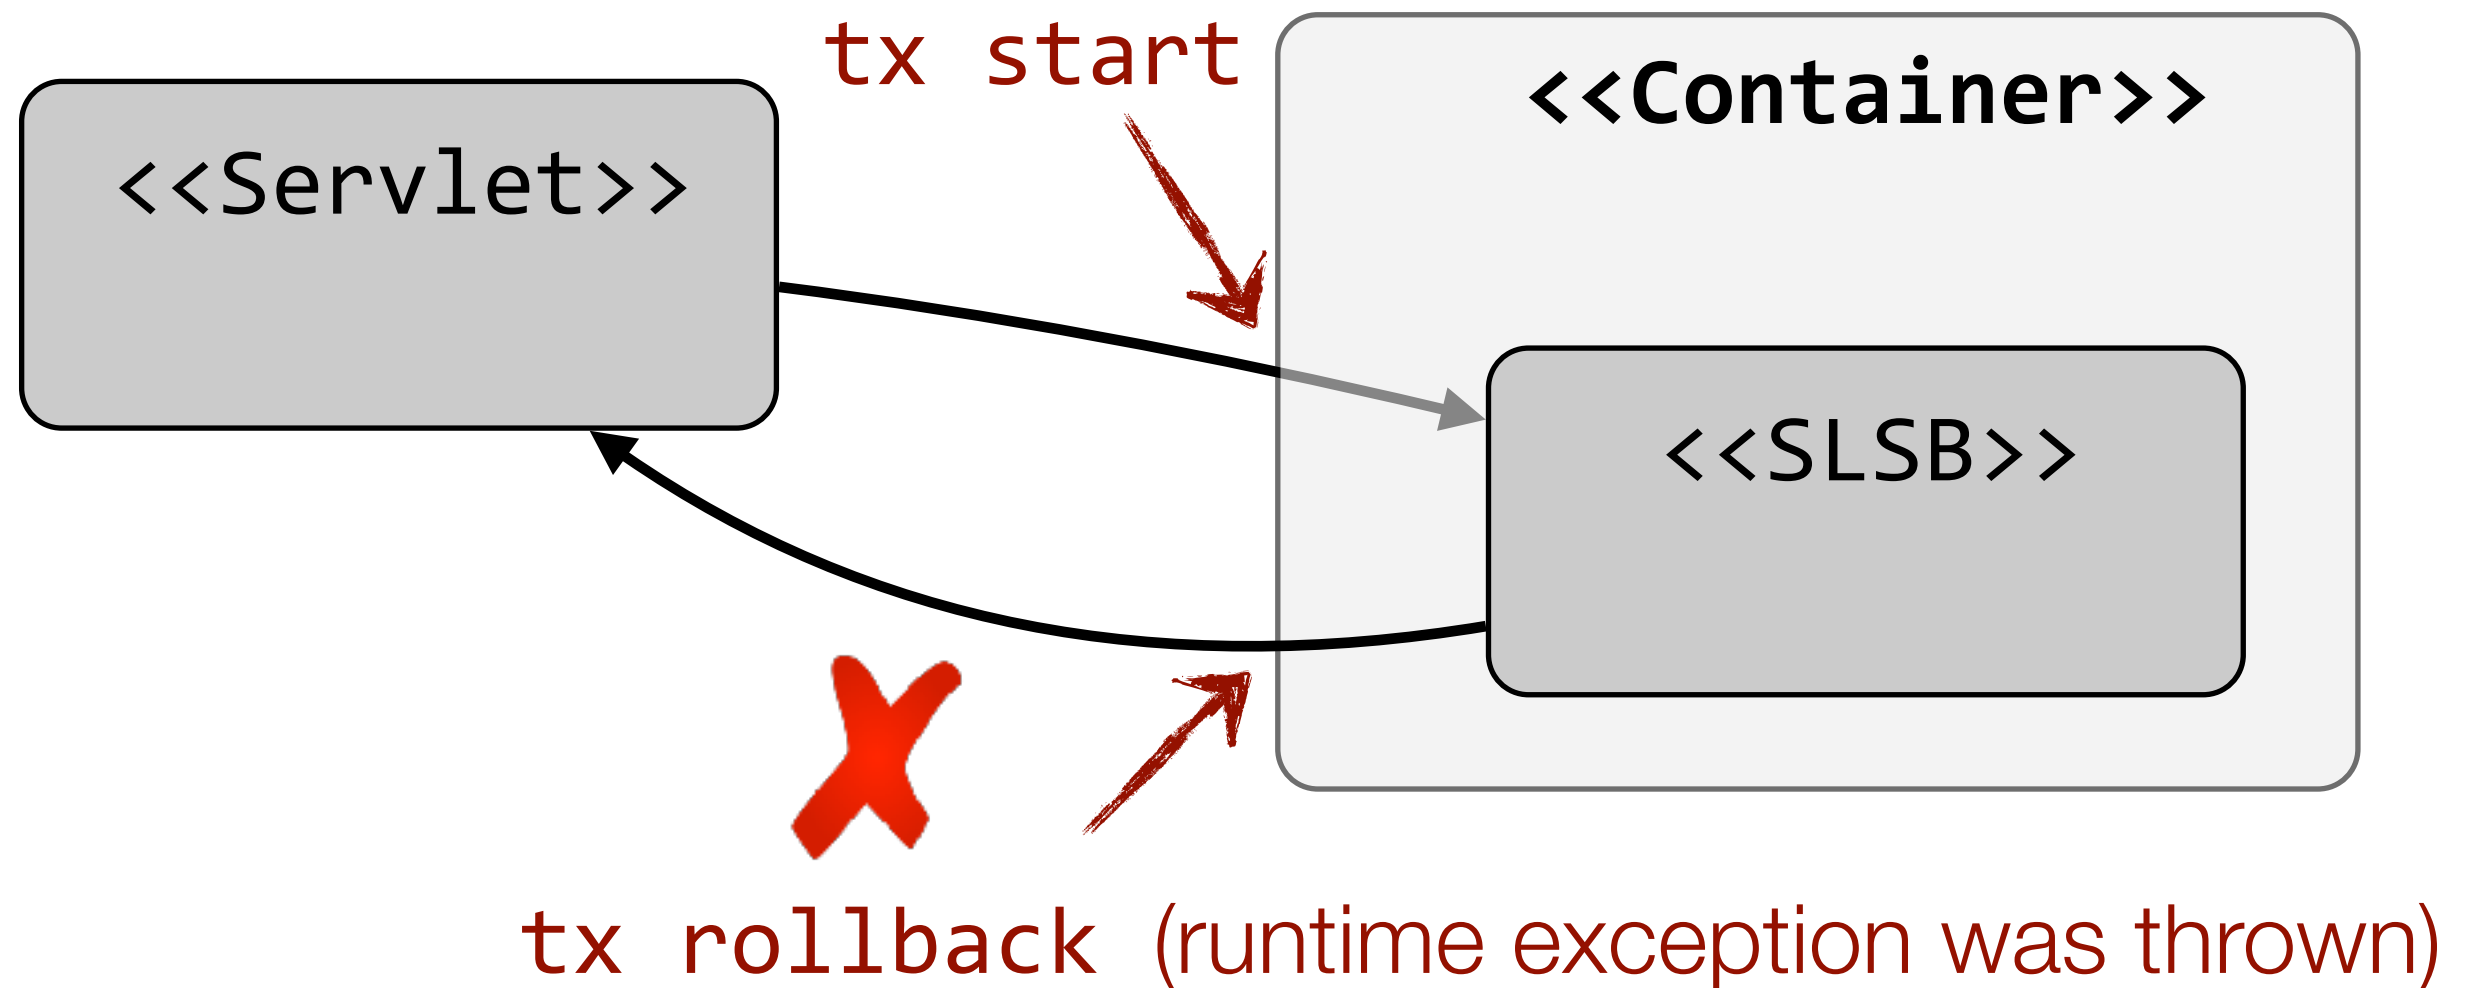 tx start
<<Container>>
<<Servlet>>
<<SLSB>>
tx rollback (runtime exception was thrown)